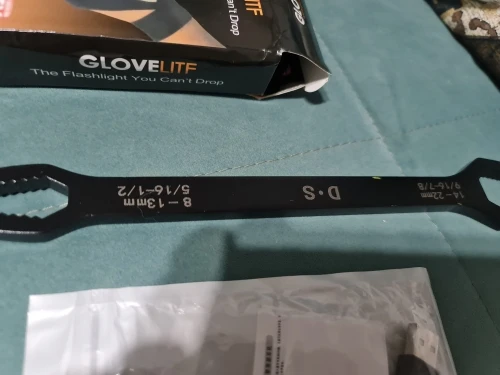 GLOVELITF
The Flashlight You Can't Drop
an't Drop
8-13mm
5/16-1/2
D·S
14-22mm
9/16-7/8